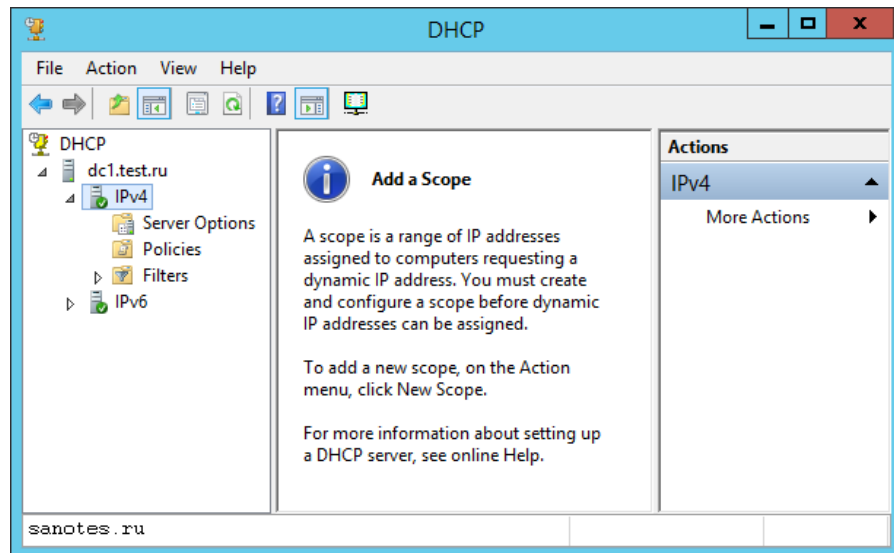 DHCP
File Action View Help
DHCP
dc1.test.ru
IPv4
Server Options
Policies
Filters
IPv6
Add a Scope
A scope is a range of IP addresses
assigned to computers requesting a
dynamic IP address. You must create
and configure a scope before dynamic
IP addresses can be assigned.
To add a new scope, on the Action
menu, click New Scope.
For more information about setting up
a DHCP server, see online Help.
Actions
IPv4
More Actions
sanotes.ru